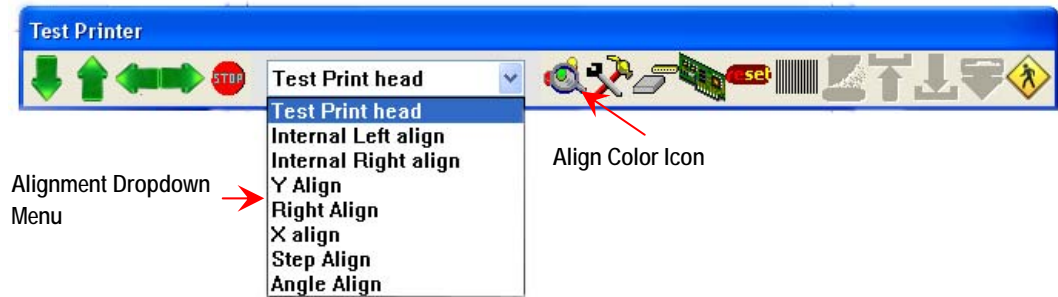 Test Printer
STOP
Test Print head
reset
Test Print head
Internal Left align
Internal Right align
Y Align
Right Align
X align
Step Align
Angle Align
Alignment Dropdown
Menu
Align Color Icon